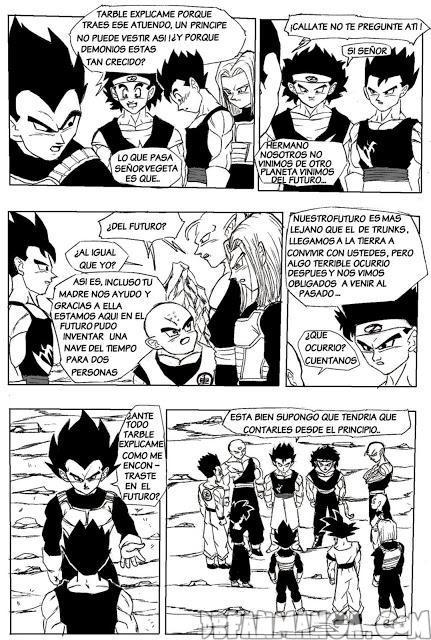 TARBLE EXPLICAME PORQUE
TRAES ESE ATUENDO, UN PRINCIPE
NO PUEDE VESTIR ASI ! ¿Y PORQUE
DEMONIOS ESTAS
TAN CRECIDO?
LO QUE PASA
SEÑOR VEGETA
ES QUE..
¡CALLATE NO TE PREGUNTE A TI !
SI SEÑOR
HERMANO
NOSOTROS NO
VINIMOS DE OTRO
PLANETA VINIMOS
DEL FUTURO...
¿DEL FUTURO?
¿AL IGUAL
QUE YO?
ASI ES, INCLUSO TU
MADRE NOS AYUDO Y
GRACIAS A ELLA
ESTAMOS AQUI EN EL
FUTURO PUDO
INVENTAR UNA
NAVE DEL TIEMPO
PARA DOS
PERSONAS
NUESTRO FUTURO ES MAS
LEJANO QUE EL DE TRUNKS,
LLEGAMOS A LA TIERRA A
CONVIVIR CON USTEDES, PERO
ALGO TERRIBLE OCURRIO
DESPUES Y NOS VIMOS
OBLIGADOS A VENIR AL
PASADO...
¿QUE
OCURRIO?
CUENTANOS
¿ANTE
TODO
TARBLE
EXPLICAME
COMO ME
ENCON -
TRASTE EN
EL
FUTURO?
ESTA BIEN SUPONGO QUE TENDRIA QUE
CONTARLES DESDE EL PRINCIPIO..
DBFANMANGA.COM